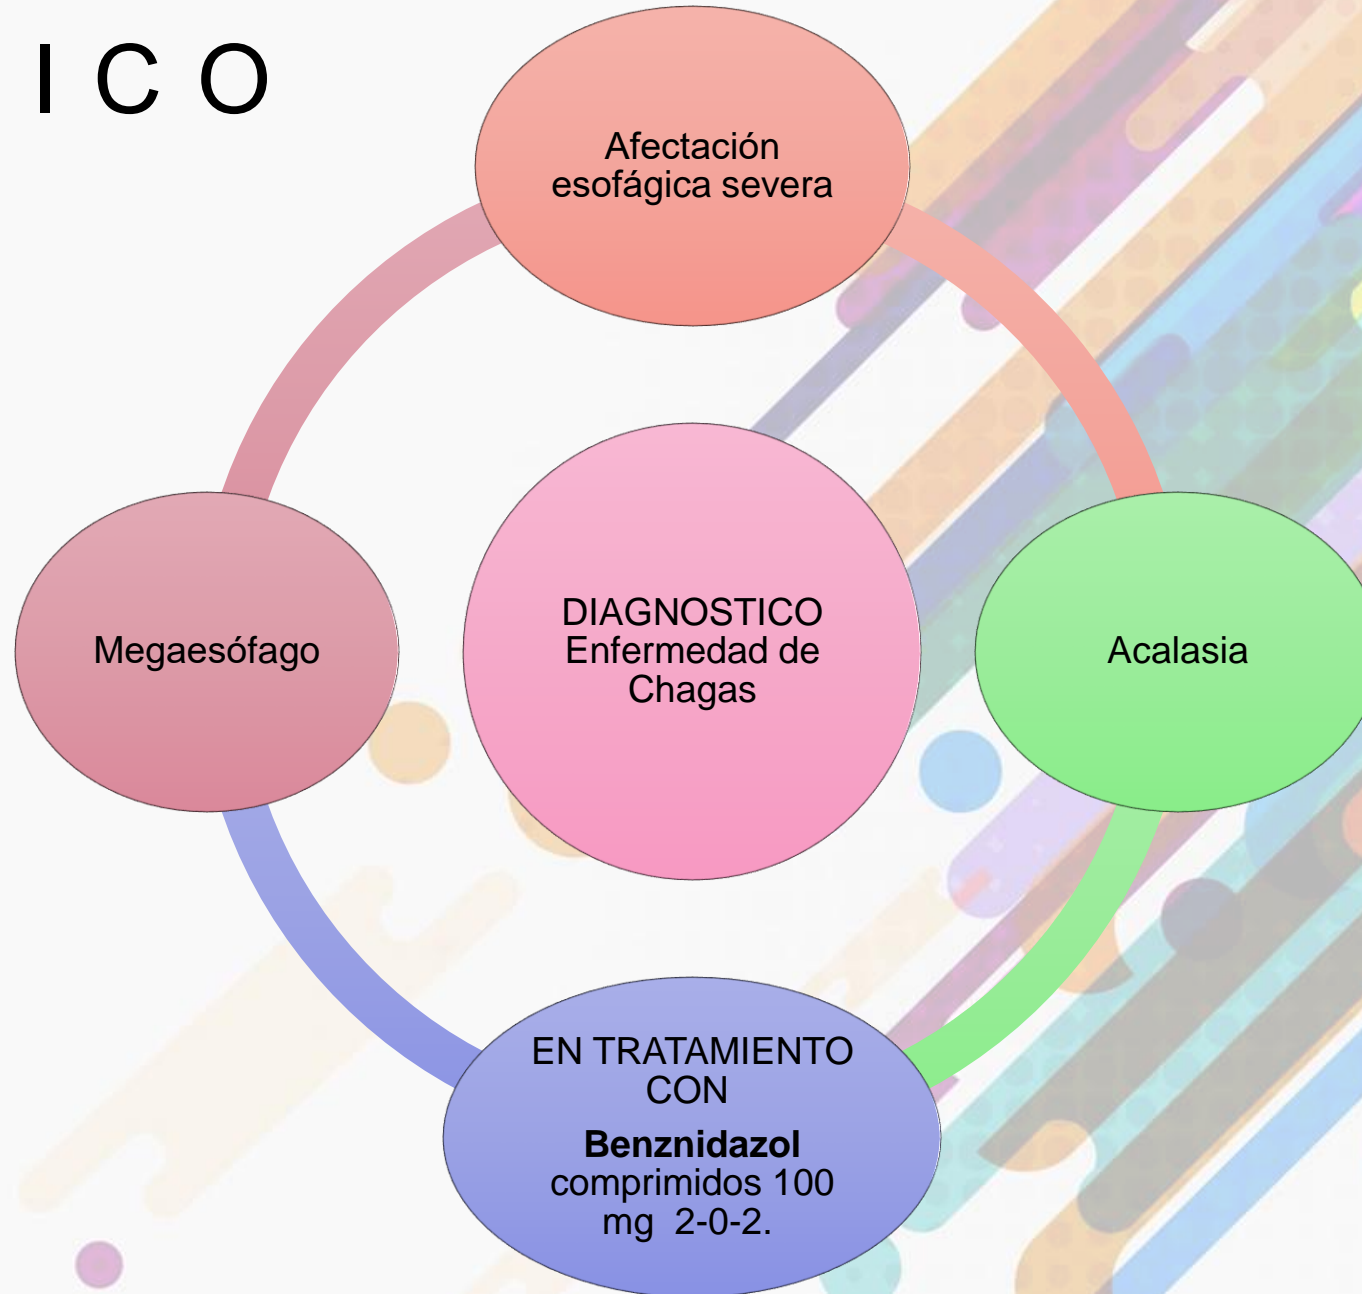 I C O
Afectación
esofágica severa
Megaesófago
DIAGNOSTICO
Enfermedad de
Chagas
Acalasia
EN TRATAMIENTO
CON
Benznidazol
comprimidos 100
mg 2-0-2.